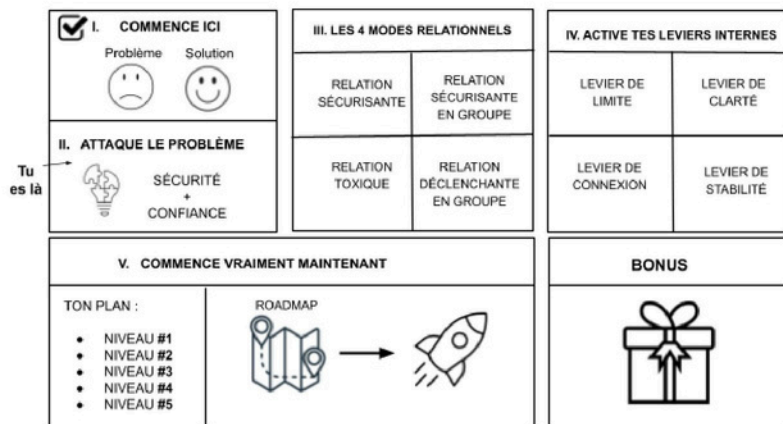 I. COMMENCE ICI
Problème Solution
Tu
es là
II. ATTAQUE LE PROBLÈME
SÉCURITÉ
+
CONFIANCE
III. LES 4 MODES RELATIONNELS
RELATION
SÉCURISANTE
RELATION
SÉCURISANTE
EN GROUPE
RELATION
TOXIQUE
RELATION
DÉCLENCHANTE
EN GROUPE
IV. ACTIVE TES LEVIERS INTERNES
LEVIER DE
LIMITE
LEVIER DE
CLARTÉ
LEVIER DE
CONNEXION
LEVIER DE
STABILITÉ
V. COMMENCE VRAIMENT MAINTENANT
TON PLAN :
• NIVEAU #1
• NIVEAU #2
• NIVEAU #3
• NIVEAU #4
• NIVEAU #5
ROADMAP
BONUS